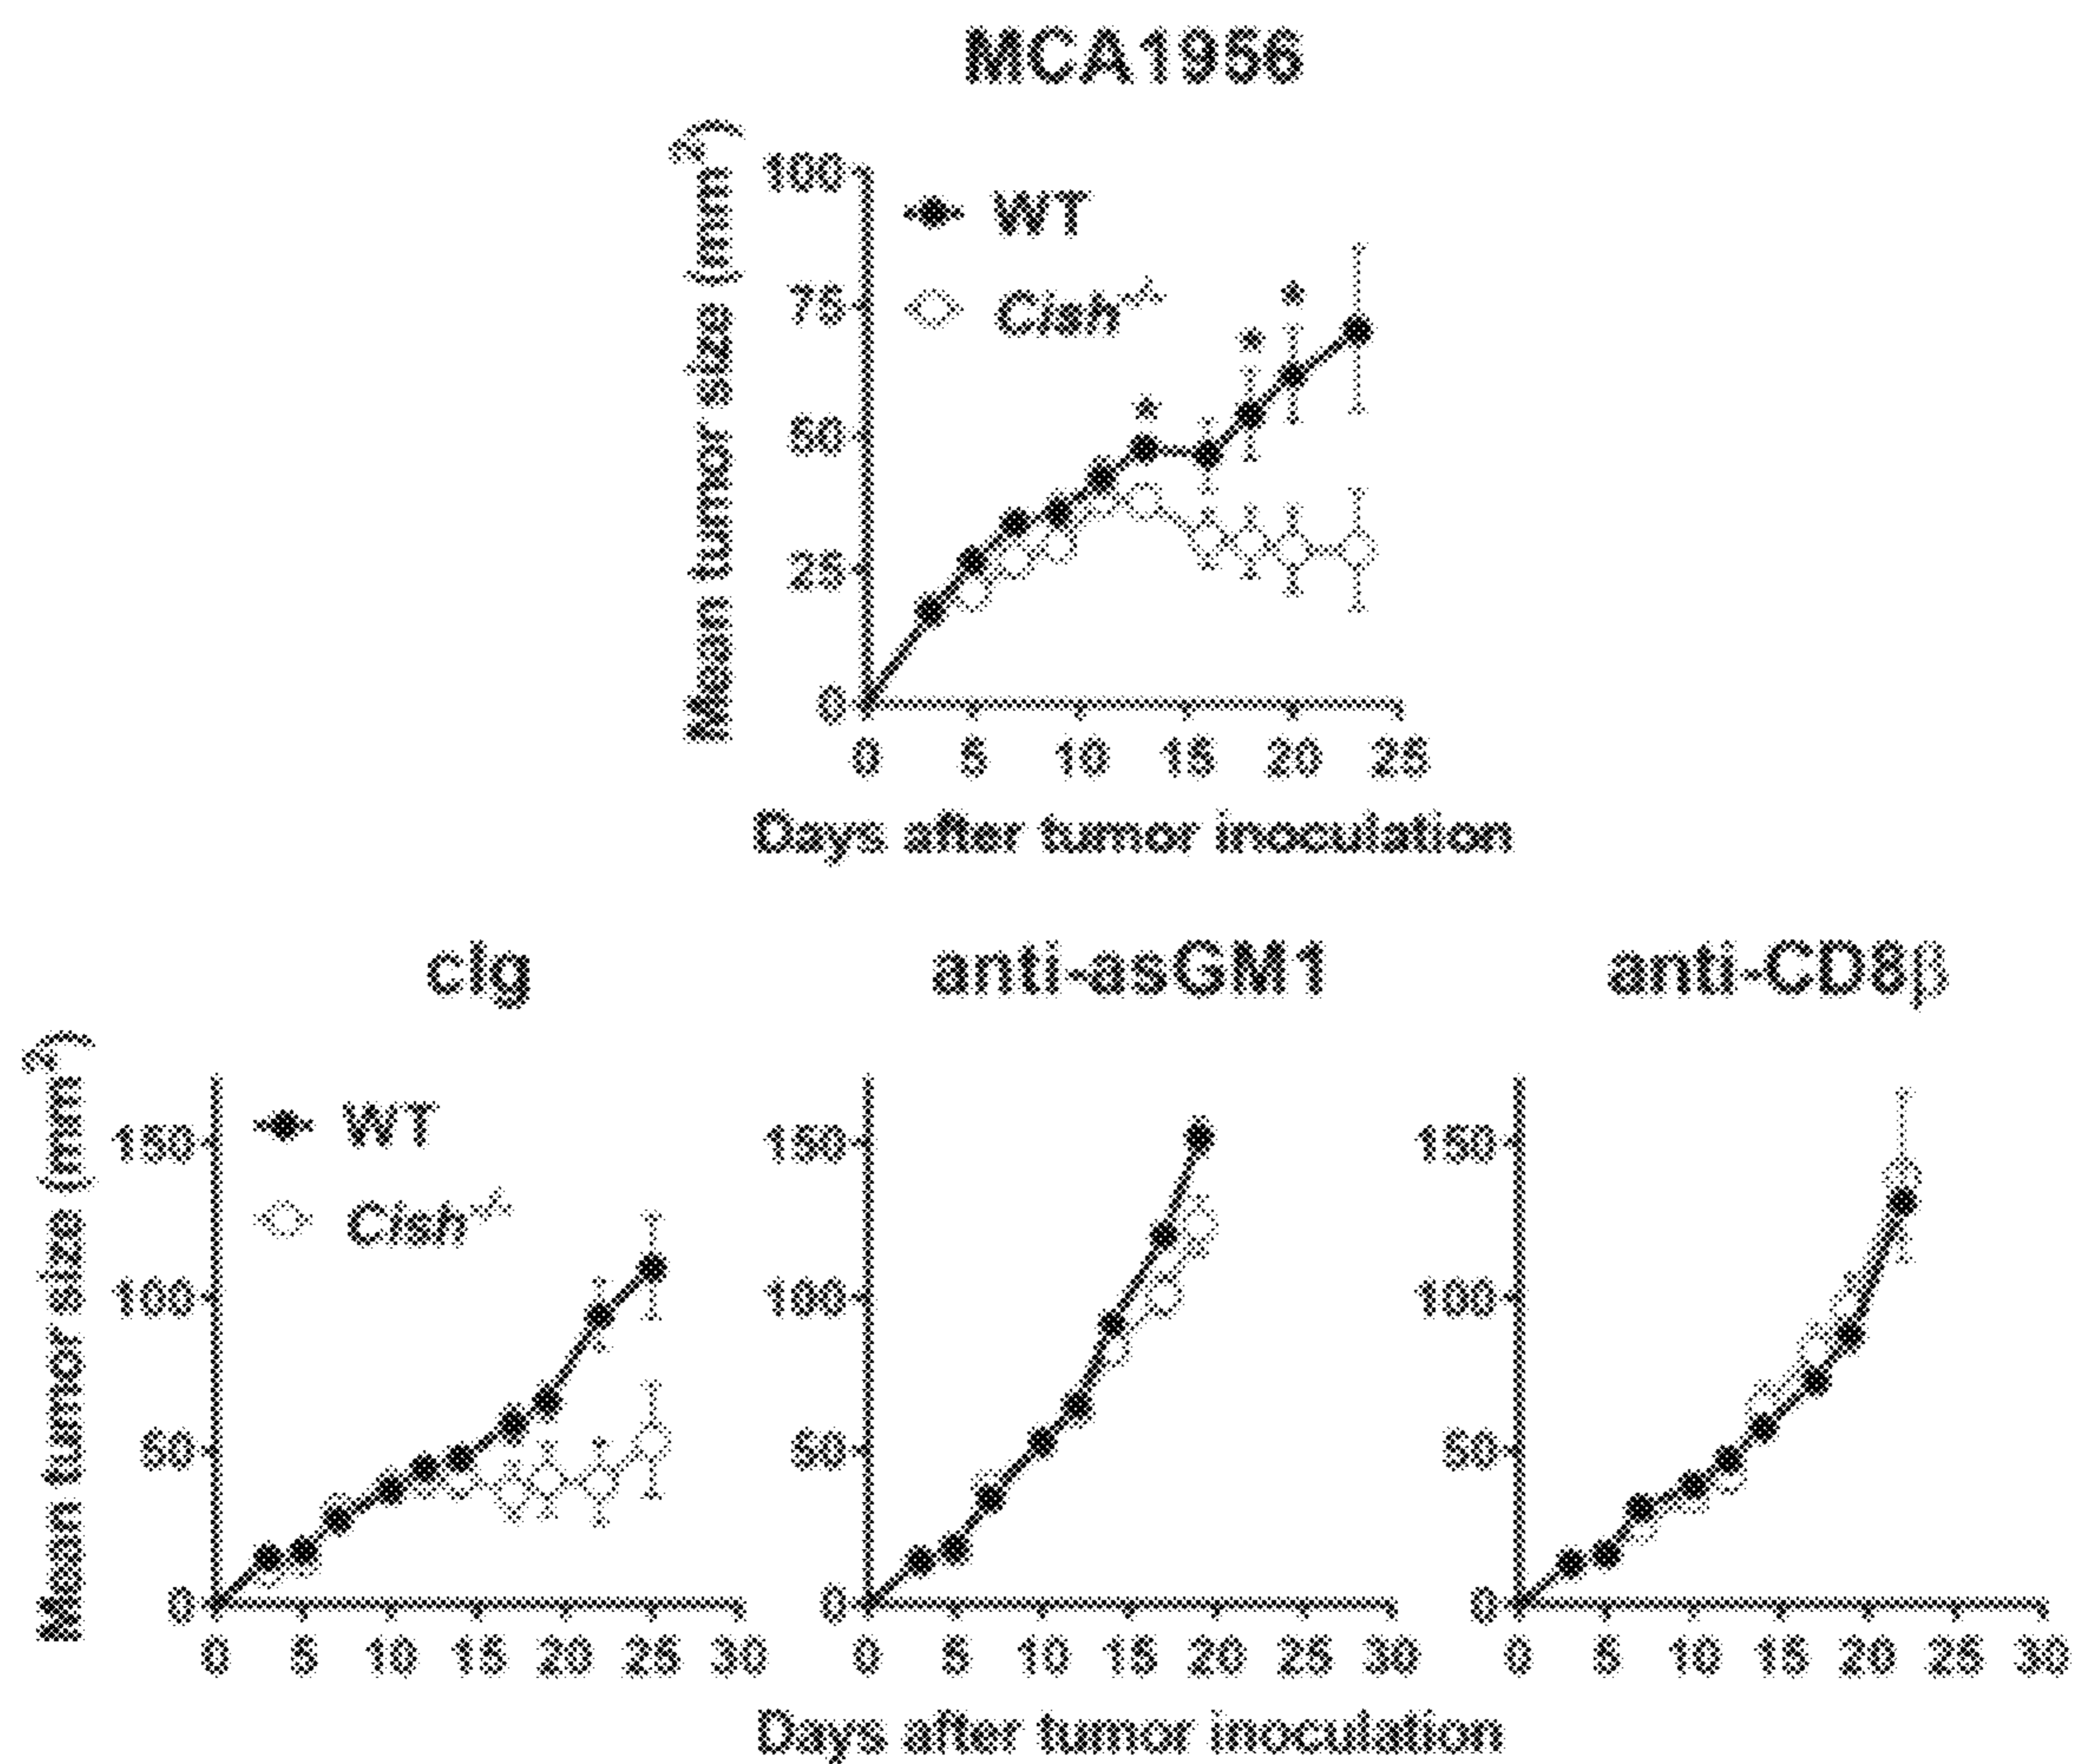 MCA1956
Mean tumor size (mm²)
100
75
50
25
0
WT
Cish⁻/⁻
0 5 10 15 20 25
* * *
Days after tumor inoculation
cIg anti-asGM1 anti-CD8β
Mean tumor size (mm²)
150
100
50
0
WT
Cish⁻/⁻
0 5 10 15 20 25 30
150
100
50
0
0 5 10 15 20 25 30
150
100
50
0
0 5 10 15 20 25 30
Days after tumor inoculation